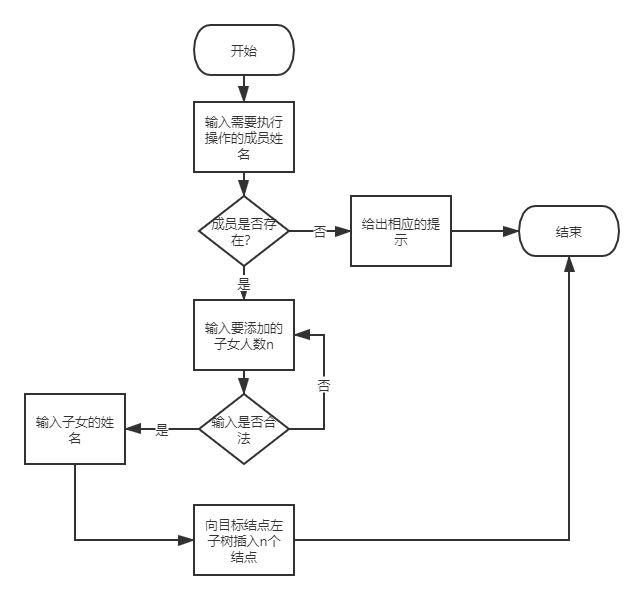 开始
输入需要执行
操作的成员姓
名
成员是否存
在?
否
给出相应的提
示
结束
是
输入要添加的
子女人数n
否
输入是否合
法
是
输入子女的姓
名
向目标结点左
子树插入n个
结点